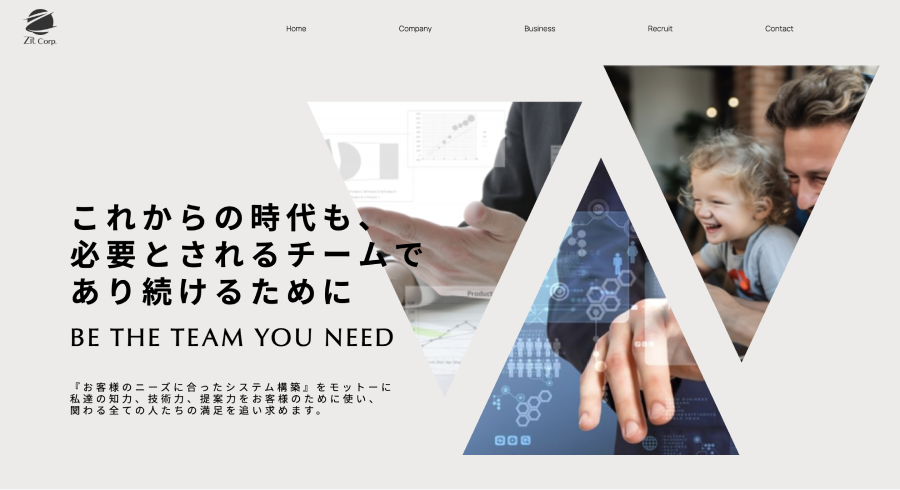 Zil Corp.
Home
Company
Business
Recruit
Contact
これからの時代も、
必要とされるチームで
あり続けるために
BE THE TEAM YOU NEED
『お客様のニーズに合ったシステム構築』をモットーに
私達の知力、技術力、提案力をお客様のために使い、
関わる全ての人たちの満足を追い求めます。
Product